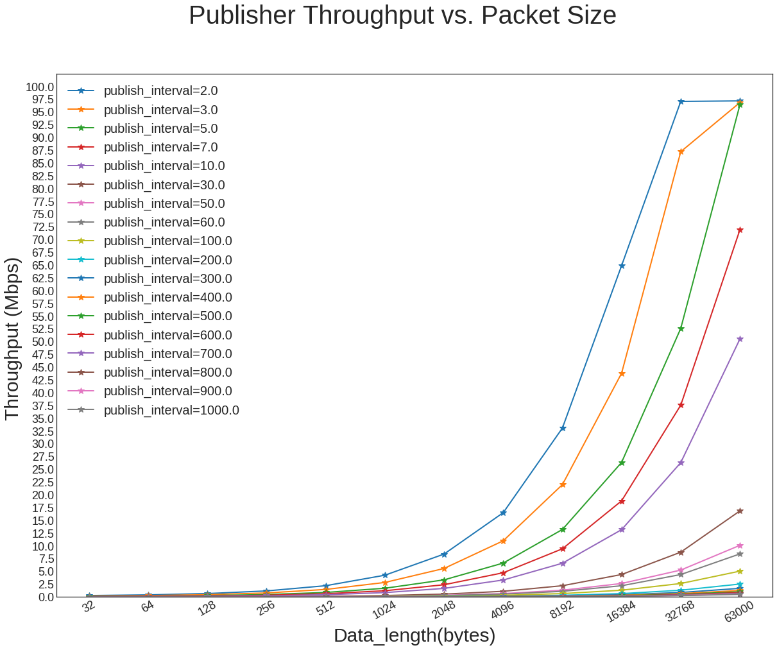 Publisher Throughput vs. Packet Size
Throughput (Mbps)
100.0
97.5
95.0
92.5
90.0
87.5
85.0
82.5
80.0
77.5
75.0
72.5
70.0
67.5
65.0
62.5
60.0
57.5
55.0
52.5
50.0
47.5
45.0
42.5
40.0
37.5
35.0
32.5
30.0
27.5
25.0
22.5
20.0
17.5
15.0
12.5
10.0
7.5
5.0
2.5
0.0
publish_interval=2.0
publish_interval=3.0
publish_interval=5.0
publish_interval=7.0
publish_interval=10.0
publish_interval=30.0
publish_interval=50.0
publish_interval=60.0
publish_interval=100.0
publish_interval=200.0
publish_interval=300.0
publish_interval=400.0
publish_interval=500.0
publish_interval=600.0
publish_interval=700.0
publish_interval=800.0
publish_interval=900.0
publish_interval=1000.0
32 64 128 256 512 1024 2048 4096 8192 16384 32768 63000
Data_length(bytes)